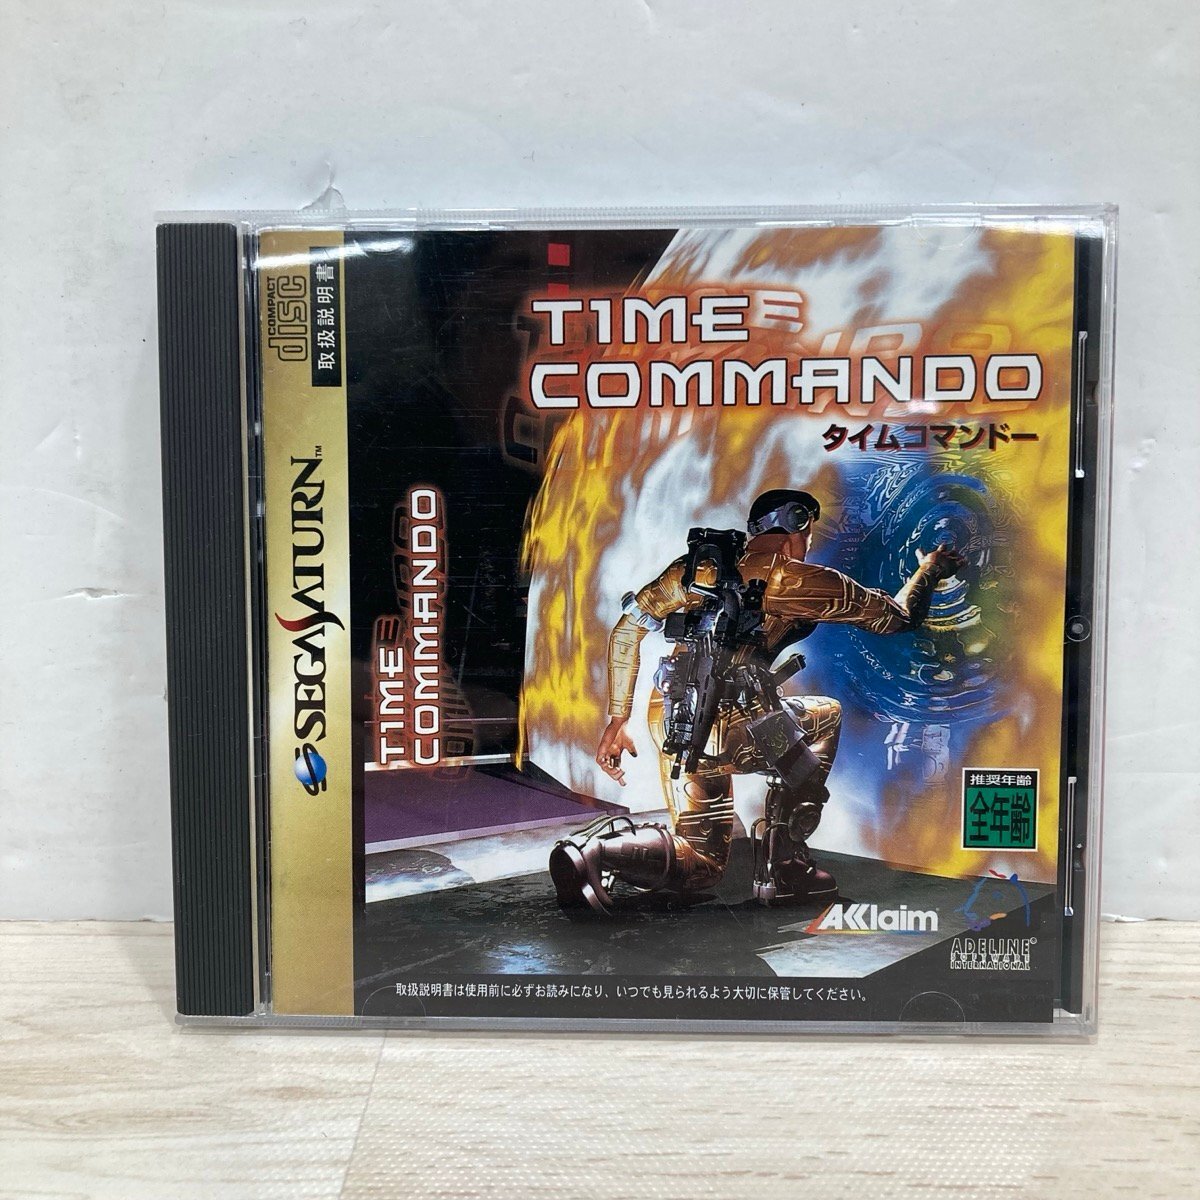 COMPACT
disc
取扱説明書
SEGA SATURN™
TIME
COMMANDO
TIME
COMMANDO
タイムコマンドー
推奨年齢
全年齢
AKKlaim
ADELINE®
SOFTWARE
INTERNATIONAL
取扱説明書は使用前に必ずお読みになり、いつでも見られるよう大切に保管してください。